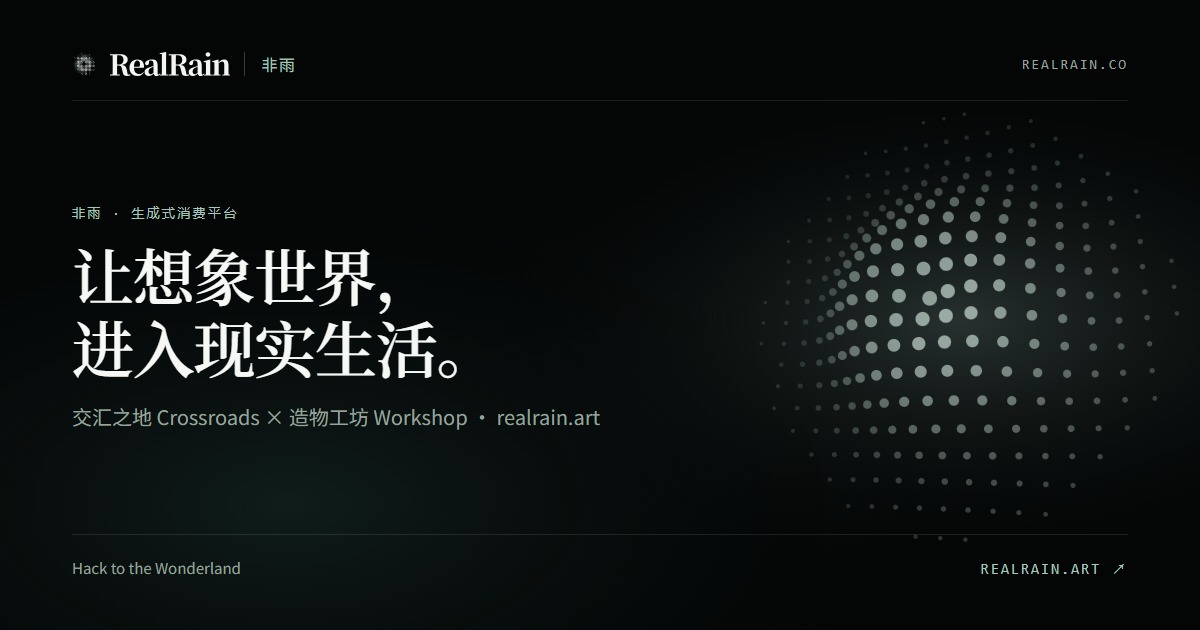 RealRain | 非雨
REALRAIN.CO
非雨 · 生成式消费平台
让想象世界，
进入现实生活。
交汇之地 Crossroads × 造物工坊 Workshop · realrain.art
Hack to the Wonderland
REALRAIN.ART ↗